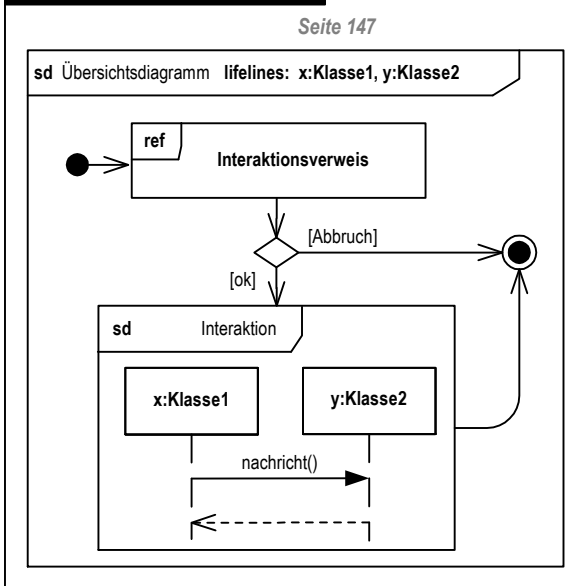 Seite 147
sd Übersichtsdiagramm lifelines: x:Klasse1, y:Klasse2
ref
Interaktionsverweis
[Abbruch]
[ok]
sd Interaktion
x:Klasse1 y:Klasse2
nachricht()